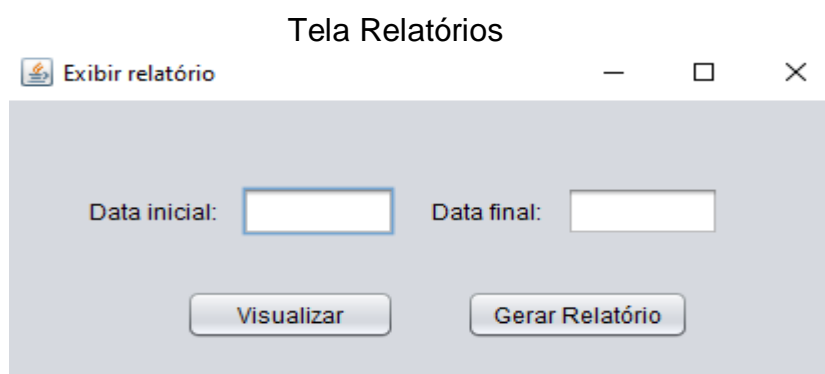 Tela Relatórios
Exibir relatório
Data inicial: Data final:
Visualizar Gerar Relatório